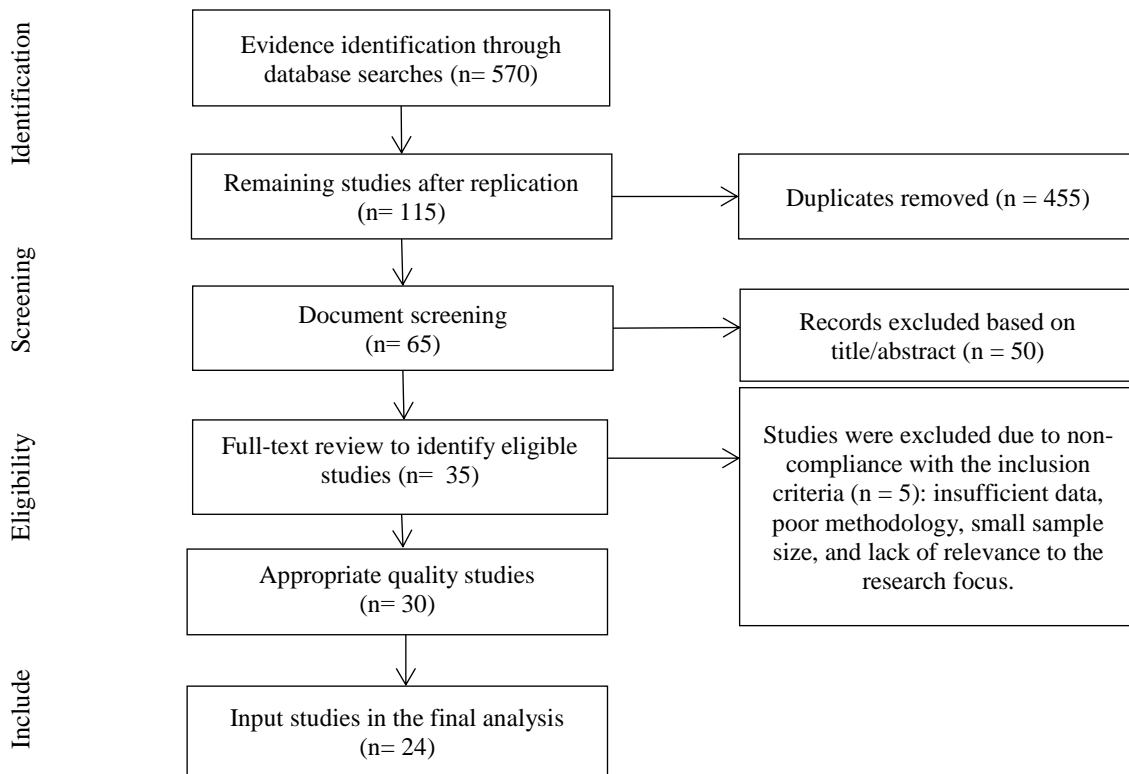 Identification
Evidence identification through
database searches (n= 570)
Remaining studies after replication
(n= 115)
Duplicates removed (n = 455)
Screening
Document screening
(n= 65)
Records excluded based on
title/abstract (n = 50)
Eligibility
Full-text review to identify eligible
studies (n=  35)
Studies were excluded due to non-
compliance with the inclusion
criteria (n = 5): insufficient data,
poor methodology, small sample
size, and lack of relevance to the
research focus.
Appropriate quality studies
(n= 30)
Include
Input studies in the final analysis
(n= 24)